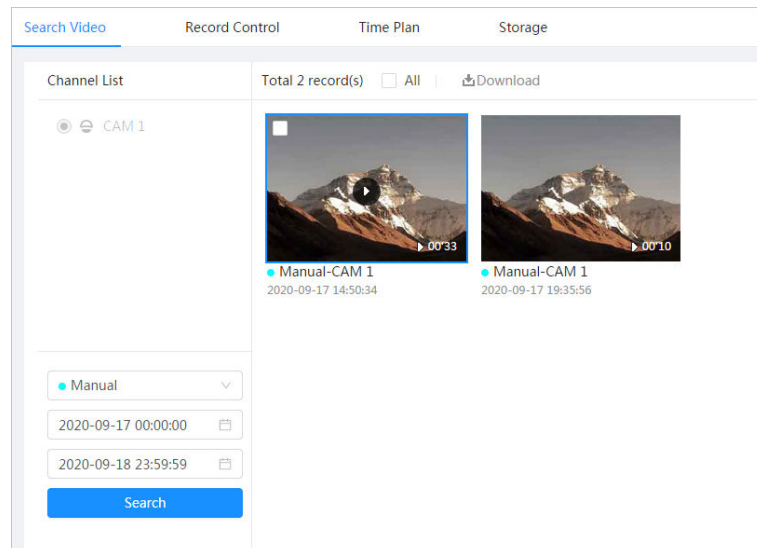 Search Video Record Control Time Plan Storage
Channel List
Total 2 record(s) All Download
CAM 1
00'33
00'10
Manual-CAM 1
2020-09-17 14:50:34
Manual-CAM 1
2020-09-17 19:35:56
Manual
2020-09-17 00:00:00
2020-09-18 23:59:59
Search